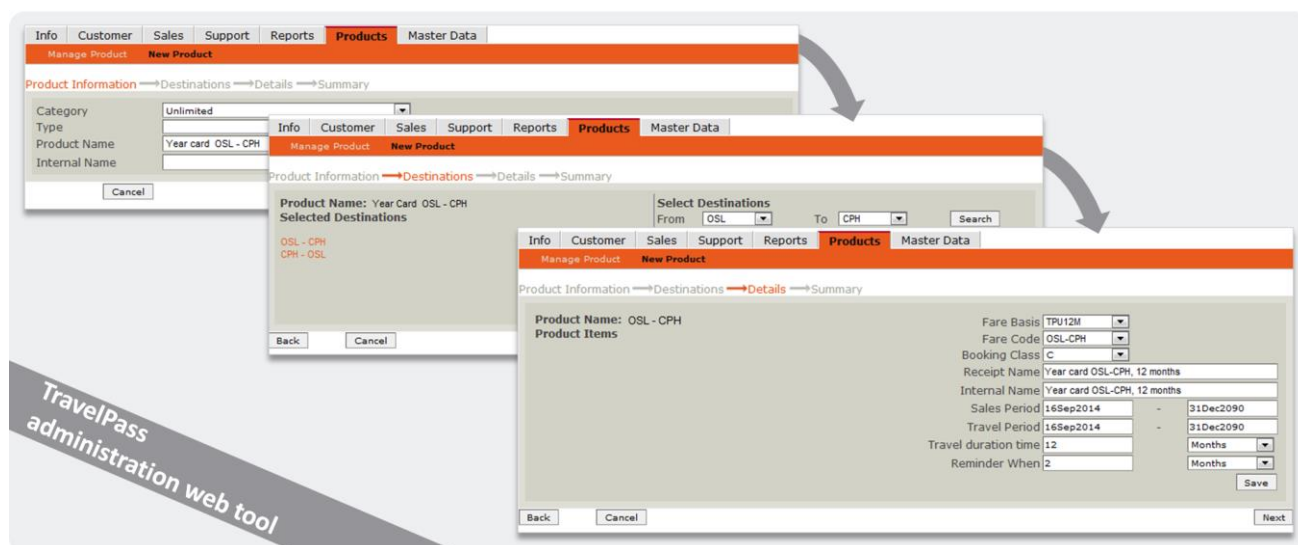 Info Customer Sales Support Reports Products Master Data
Manage Product New Product
Product Information Destinations Details Summary
Category Unlimited
Type
Product Name Year card OSL - CPH
Internal Name
Cancel
Info Customer Sales Support Reports Products Master Data
Manage Product New Product
Product Information Destinations Details Summary
Product Name: Year Card OSL - CPH
Selected Destinations
Select Destinations
From OSL To CPH Search
OSL - CPH
CPH - OSL
Back Cancel
Info Customer Sales Support Reports Products Master Data
Manage Product New Product
Product Information Destinations Details Summary
Product Name: OSL - CPH
Product Items
Fare Basis TPU12M
Fare Code OSL-CPH
Booking Class C
Receipt Name Year card OSL-CPH, 12 months
Internal Name Year card OSL-CPH, 12 months
Sales Period 16Sep2014 - 31Dec2090
Travel Period 16Sep2014 - 31Dec2090
Travel duration time 12 Months
Reminder When 2 Months
Save
Back Cancel Next
TravelPass
administration web tool